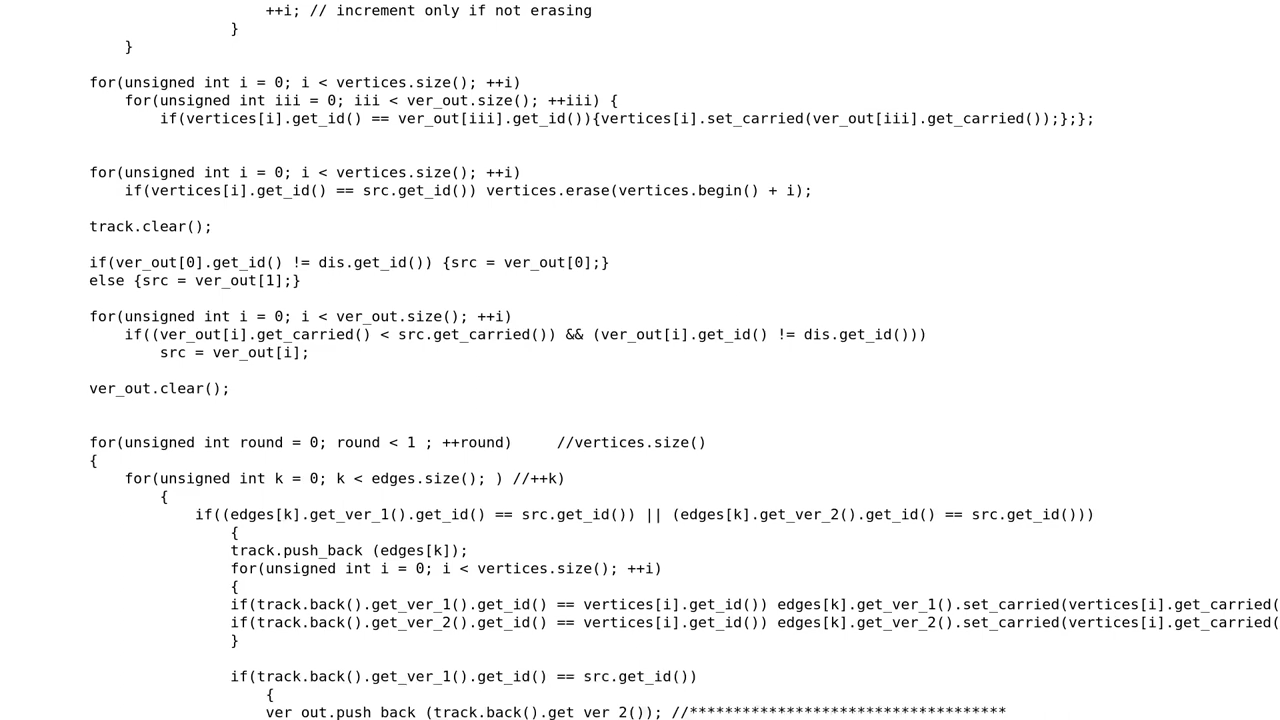 ++i; // increment only if not erasing
}
}
for(unsigned int i = 0; i < vertices.size(); ++i)
for(unsigned int iii = 0; iii < ver_out.size(); ++iii) {
if(vertices[i].get_id() == ver_out[iii].get_id()){vertices[i].set_carried(ver_out[iii].get_carried());};};
for(unsigned int i = 0; i < vertices.size(); ++i)
if(vertices[i].get_id() == src.get_id()) vertices.erase(vertices.begin() + i);
track.clear();
if(ver_out[0].get_id() != dis.get_id()) {src = ver_out[0];}
else {src = ver_out[1];}
for(unsigned int i = 0; i < ver_out.size(); ++i)
if((ver_out[i].get_carried() < src.get_carried()) && (ver_out[i].get_id() != dis.get_id()))
src = ver_out[i];
ver_out.clear();
for(unsigned int round = 0; round < 1 ; ++round) //vertices.size()
{
for(unsigned int k = 0; k < edges.size(); ) //++k)
{
if((edges[k].get_ver_1().get_id() == src.get_id()) || (edges[k].get_ver_2().get_id() == src.get_id()))
{
track.push_back (edges[k]);
for(unsigned int i = 0; i < vertices.size(); ++i)
{
if(track.back().get_ver_1().get_id() == vertices[i].get_id()) edges[k].get_ver_1().set_carried(vertices[i].get_carried(
if(track.back().get_ver_2().get_id() == vertices[i].get_id()) edges[k].get_ver_2().set_carried(vertices[i].get_carried(
}
if(track.back().get_ver_1().get_id() == src.get_id())
{
ver_out.push_back (track.back().get_ver_2()); //************************************